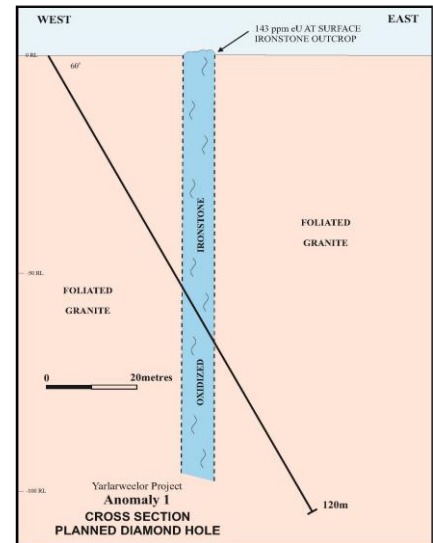 WEST
EAST
143 ppm eU AT SURFACE
IRONSTONE OUTCROP
0 RL
60°
IRONSTONE
FOLIATED
GRANITE
-50 RL
FOLIATED
GRANITE
0 20metres
OXIDIZED
-100 RL
120m
Yarlarweelor Project
Anomaly 1
CROSS SECTION
PLANNED DIAMOND HOLE